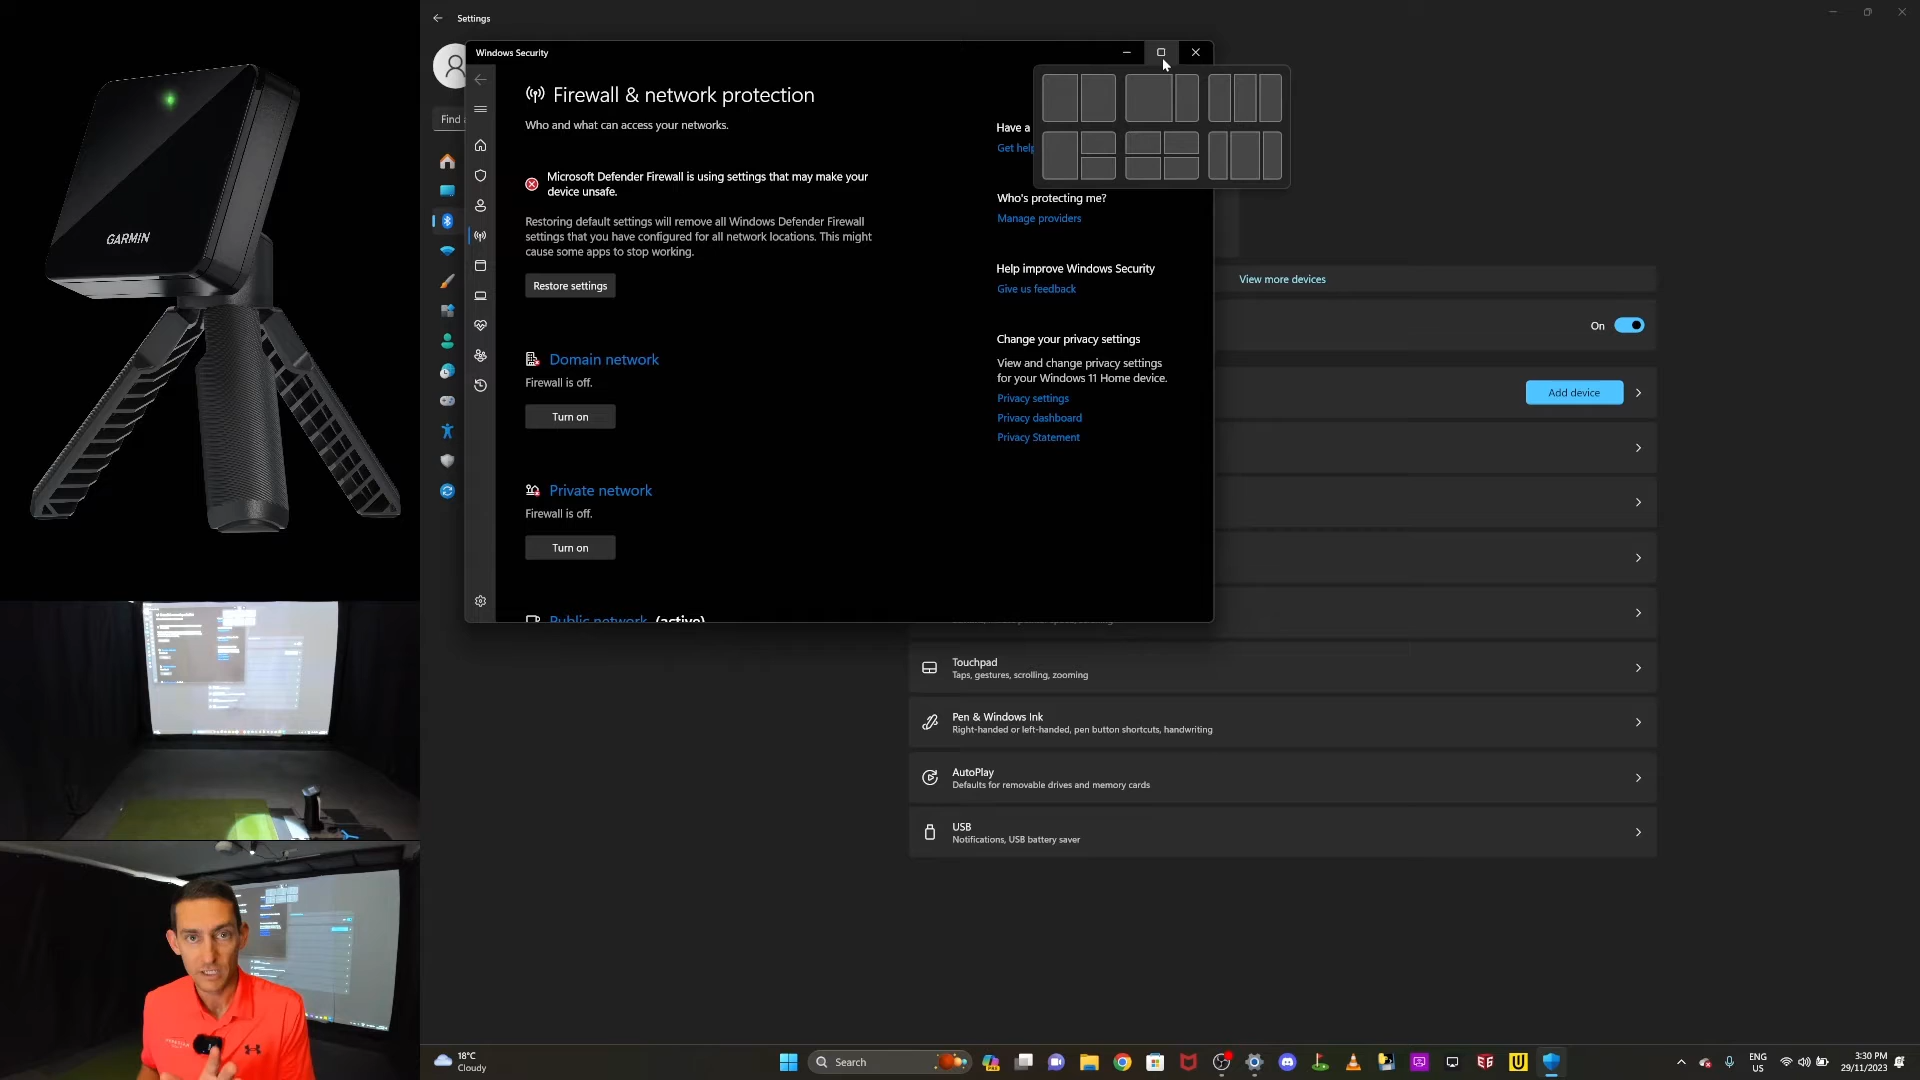 GARMIN
Settings
Find
Windows Security
Firewall & network protection
Who and what can access your networks.
Microsoft Defender Firewall is using settings that may make your
device unsafe.
Restoring default settings will remove all Windows Defender Firewall
settings that you have configured for all network locations. This might
cause some apps to stop working.
Restore settings
Domain network
Firewall is off.
Turn on
Private network
Firewall is off.
Turn on
Public network (active)
Have a
Get help
Who's protecting me?
Manage providers
Help improve Windows Security
Give us feedback
Change your privacy settings
View and change privacy settings
for your Windows 11 Home device.
Privacy settings
Privacy dashboard
Privacy Statement
View more devices
On
Add device
Touchpad
Taps, gestures, scrolling, zooming
Pen & Windows Ink
Right-handed or left-handed, pen button shortcuts, handwriting
AutoPlay
Defaults for removable drives and memory cards
USB
Notifications, USB battery saver
18°C
Cloudy
Search
ENG
US
3:30 PM
29/11/2023